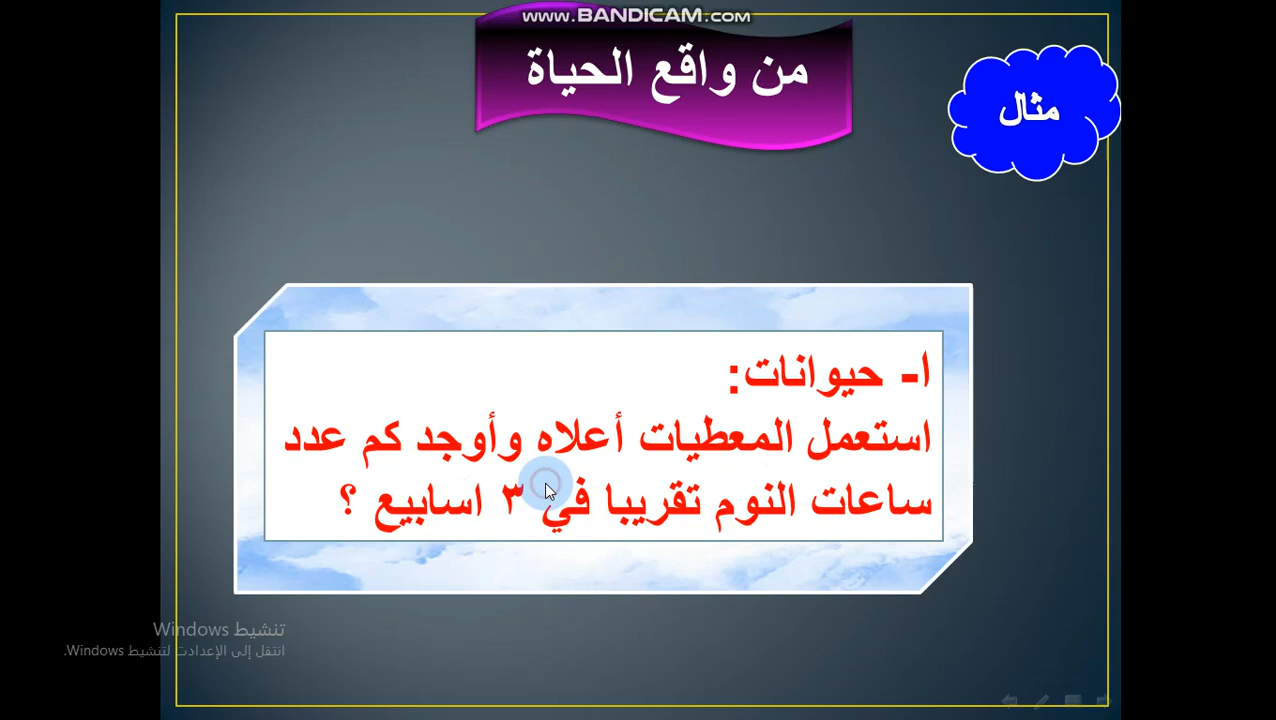 www.BANDICAM.com
من واقع الحياة
مثال
ا- حيوانات:
استعمل المعطيات أعلاه وأوجد كم عدد
ساعات النوم تقريبا في ٣ اسابيع ؟
تنشيط Windows
انتقل إلى الإعدادت لتنشيط Windows.